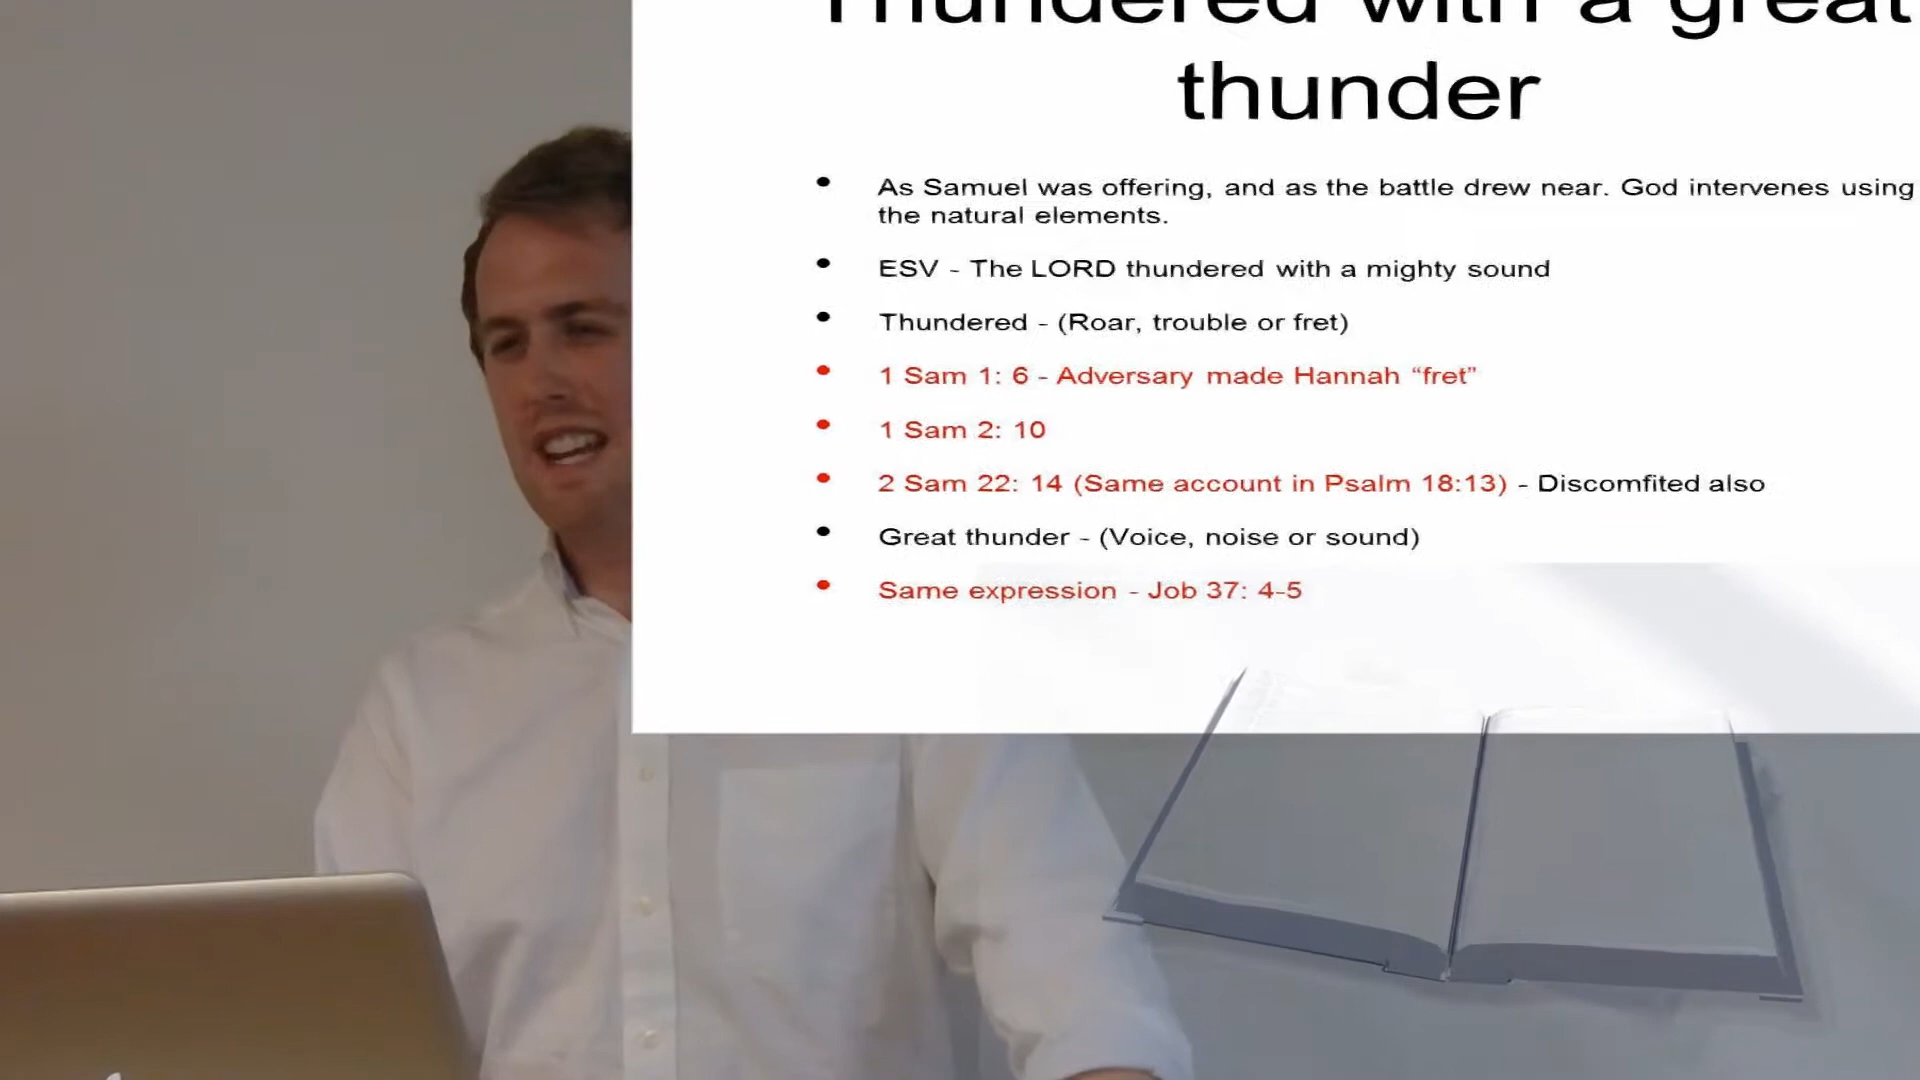 Thundered with a great
thunder
• As Samuel was offering, and as the battle drew near. God intervenes using
the natural elements.
• ESV - The LORD thundered with a mighty sound
• Thundered - (Roar, trouble or fret)
• 1 Sam 1: 6 - Adversary made Hannah “fret”
• 1 Sam 2: 10
• 2 Sam 22: 14 (Same account in Psalm 18:13) - Discomfited also
• Great thunder - (Voice, noise or sound)
• Same expression - Job 37: 4-5